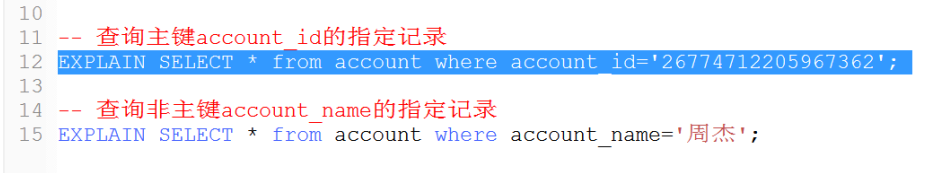 10
11 -- 查询主键account_id的指定记录
12 EXPLAIN SELECT * from account where account_id='26774712205967362';
13
14 -- 查询非主键account_name的指定记录
15 EXPLAIN SELECT * from account where account_name='周杰';